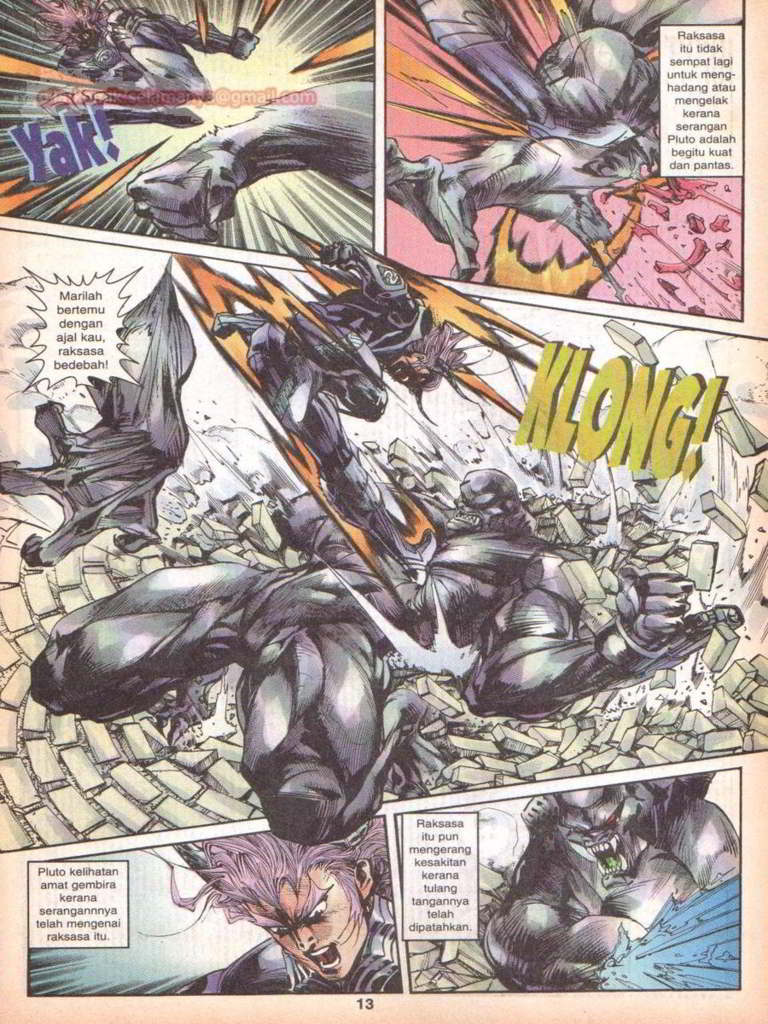 Yak!
Raksasa
itu tidak
sempat lagi
untuk meng-
hadang atau
mengelak
kerana
serangan
Pluto adalah
begitu kuat
dan pantas.
Marilah
bertemu
dengan
ajal kau,
raksasa
bedebah!
KLONG!
Pluto kelihatan
amat gembira
kerana
serangannnya
telah mengenai
raksasa itu.
Raksasa
itu pun
mengerang
kesakitan
kerana
tulang
tangannya
telah
dipatahkan.
13